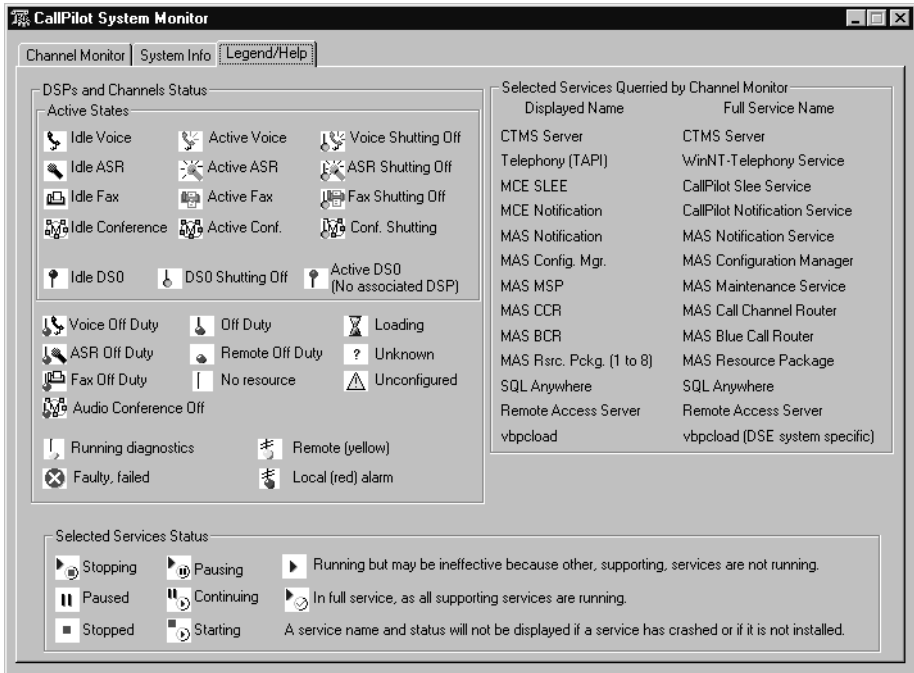 CallPilot System Monitor
Channel Monitor System Info Legend/Help
DSPs and Channels Status
Active States
Idle Voice Active Voice Voice Shutting Off
Idle ASR Active ASR ASR Shutting Off
Idle Fax Active Fax Fax Shutting Off
Idle Conference Active Conf. Conf. Shutting
Idle DS0 DS0 Shutting Off Active DS0
(No associated DSP)
Voice Off Duty Off Duty Loading
ASR Off Duty Remote Off Duty ? Unknown
Fax Off Duty No resource Unconfigured
Audio Conference Off
Running diagnostics Remote (yellow)
Faulty, failed Local (red) alarm
Selected Services Querried by Channel Monitor
Displayed Name Full Service Name
CTMS Server CTMS Server
Telephony (TAPI) WinNT-Telephony Service
MCE SLEE CallPilot Slee Service
MCE Notification CallPilot Notification Service
MAS Notification MAS Notification Service
MAS Config. Mgr. MAS Configuration Manager
MAS MSP MAS Maintenance Service
MAS CCR MAS Call Channel Router
MAS BCR MAS Blue Call Router
MAS Rsrc. Pckg. (1 to 8) MAS Resource Package
SQL Anywhere SQL Anywhere
Remote Access Server Remote Access Server
vbpcload vbpcload (DSE system specific)
Selected Services Status
Stopping Pausing Running but may be ineffective because other, supporting, services are not running.
Paused Continuing In full service, as all supporting services are running.
Stopped Starting A service name and status will not be displayed if a service has crashed or if it is not installed.